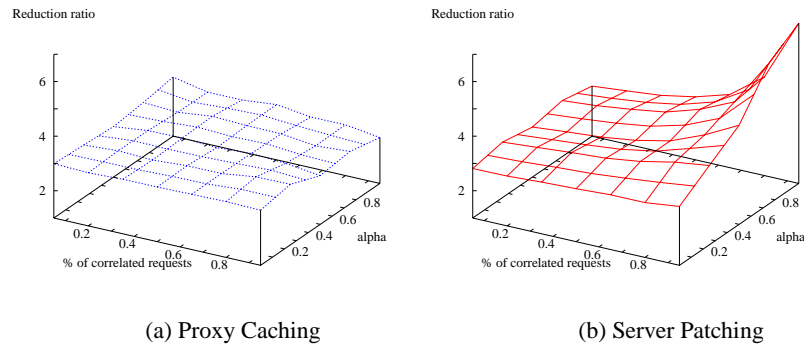 Reduction ratio
6
4
2
0.2
0.4
0.6
0.8
% of correlated requests
0.2
0.4
0.6
0.8
alpha
(a) Proxy Caching
Reduction ratio
6
4
2
0.2
0.4
0.6
0.8
% of correlated requests
0.2
0.4
0.6
0.8
alpha
(b) Server Patching